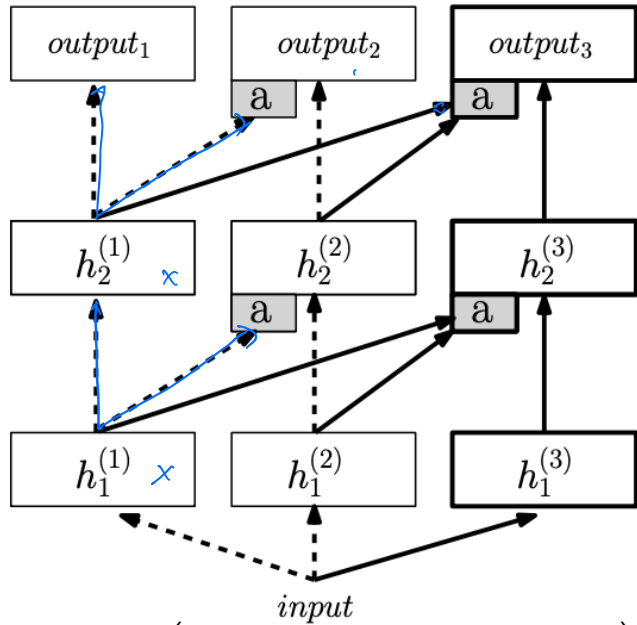 output₁ output₂ output₃
a a
h₂⁽¹⁾ x h₂⁽²⁾ h₂⁽³⁾
a a
h₁⁽¹⁾ x h₁⁽²⁾ h₁⁽³⁾
input